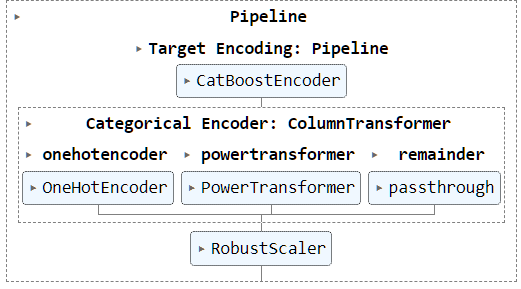 Pipeline
Target Encoding: Pipeline
CatBoostEncoder
Categorical Encoder: ColumnTransformer
onehotencoder powertransformer remainder
OneHotEncoder PowerTransformer passthrough
RobustScaler